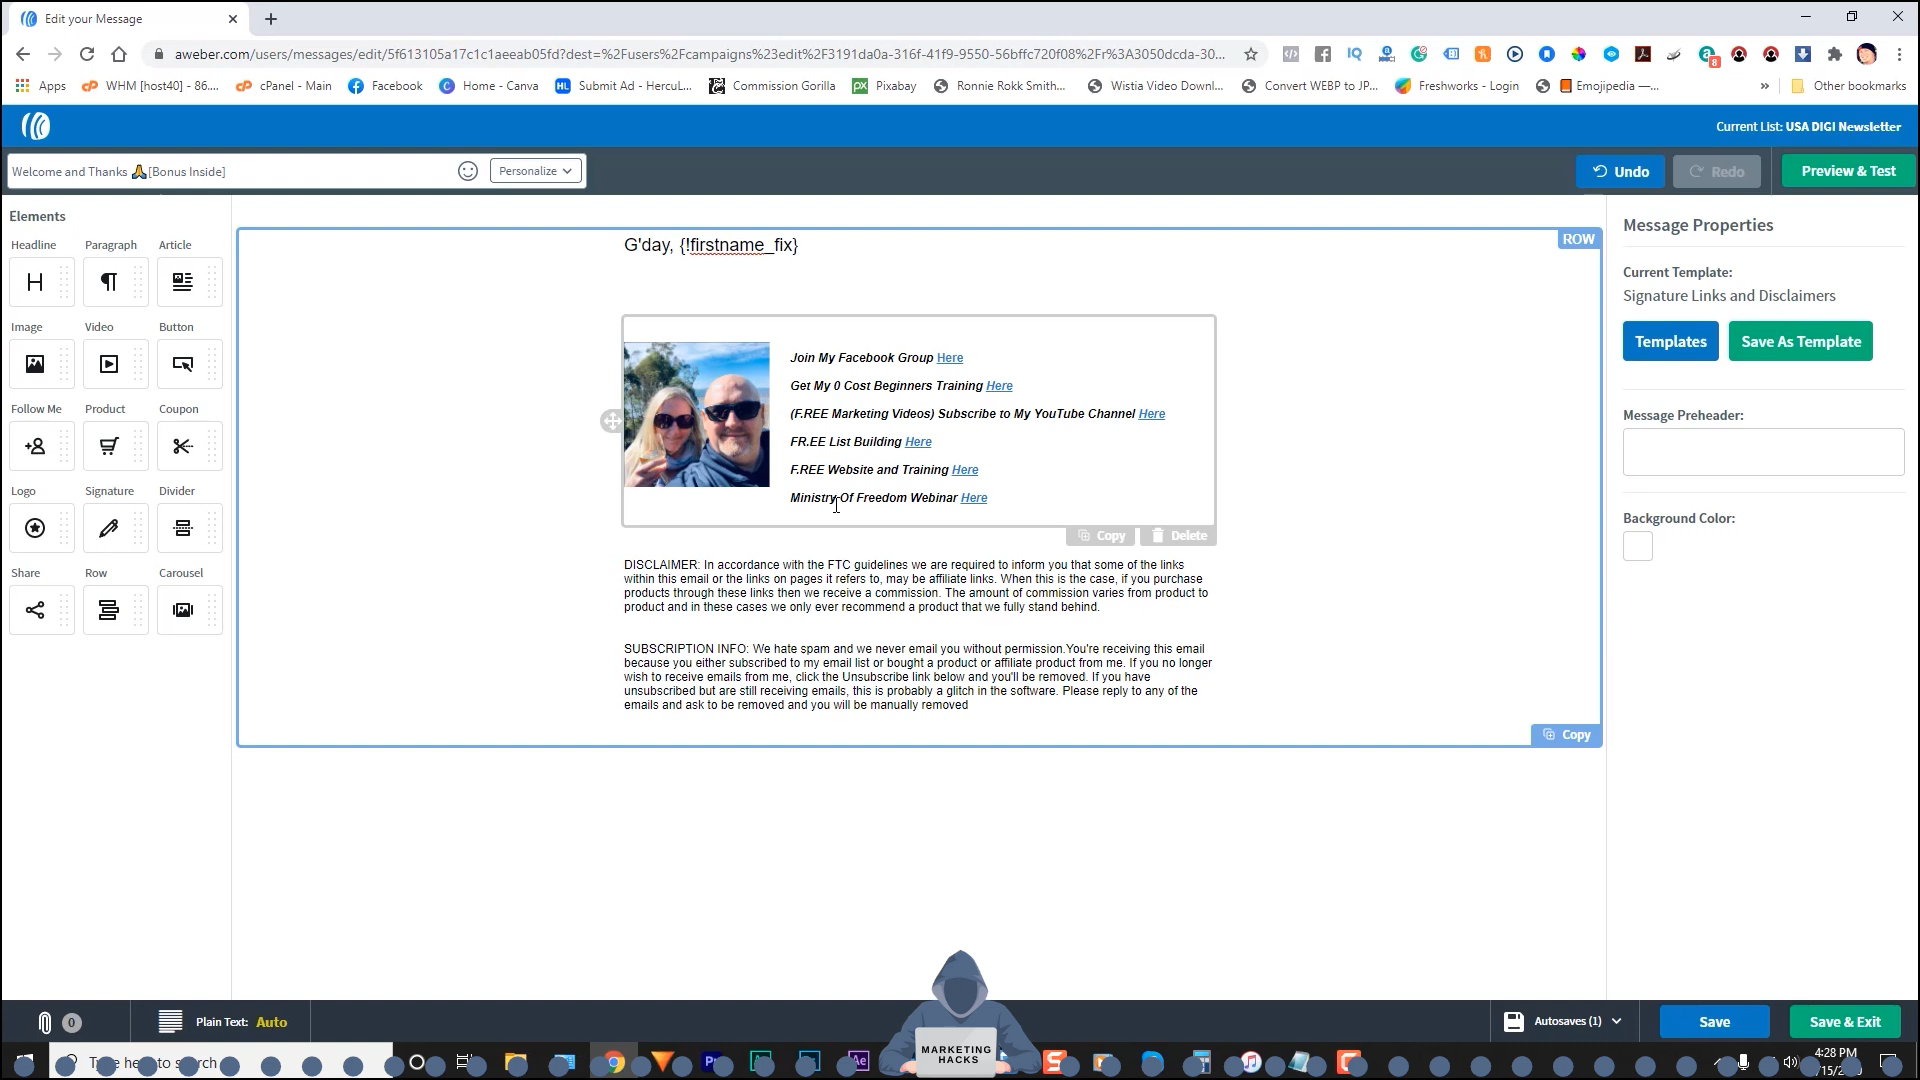 Edit your Message
aweber.com/users/messages/edit/5f613105a17c1c1aeeab05fd?dest=%2Fusers%2Fcampaigns%23edit%2F3191da0a-316f-41f9-9550-56bffc720f08%2Fr%3A3050dcda-30...
Apps
WHM [host40] - 86....
cPanel - Main
Facebook
Home - Canva
Submit Ad - HercuL...
Commission Gorilla
Pixabay
Ronnie Rokk Smith...
Wistia Video Downl...
Convert WEBP to JP...
Freshworks - Login
Emojipedia —...
»
Other bookmarks
Current List: USA DIGI Newsletter
Welcome and Thanks 🙏[Bonus Inside]
Personalize
Undo
Redo
Preview & Test
Elements
Headline
Paragraph
Article
Image
Video
Button
Follow Me
Product
Coupon
Logo
Signature
Divider
Share
Row
Carousel
G'day, {!firstname_fix}
ROW
Join My Facebook Group Here
Get My 0 Cost Beginners Training Here
(F.REE Marketing Videos) Subscribe to My YouTube Channel Here
FR.EE List Building Here
F.REE Website and Training Here
Ministry Of Freedom Webinar Here
Copy
Delete
DISCLAIMER: In accordance with the FTC guidelines we are required to inform you that some of the links
within this email or the links on pages it refers to, may be affiliate links. When this is the case, if you purchase
products through these links then we receive a commission. The amount of commission varies from product to
product and in these cases we only ever recommend a product that we fully stand behind.
SUBSCRIPTION INFO: We hate spam and we never email you without permission.You're receiving this email
because you either subscribed to my email list or bought a product or affiliate product from me. If you no longer
wish to receive emails from me, click the Unsubscribe link below and you'll be removed. If you have
unsubscribed but are still receiving emails, this is probably a glitch in the software. Please reply to any of the
emails and ask to be removed and you will be manually removed
Copy
Message Properties
Current Template:
Signature Links and Disclaimers
Templates
Save As Template
Message Preheader:
Background Color:
0
Plain Text: Auto
Autosaves (1)
Save
Save & Exit
MARKETING
HACKS
4:28 PM